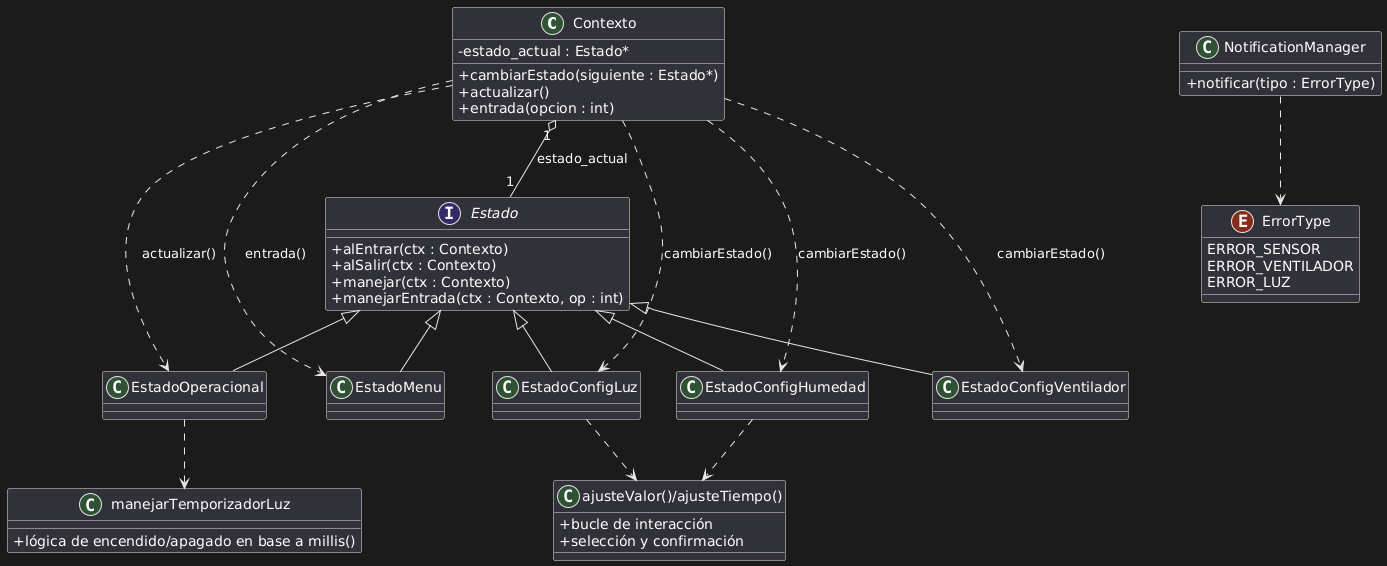 C Contexto
-estado_actual : Estado*
+cambiarEstado(siguiente : Estado*)
+actualizar()
+entrada(opcion : int)
C NotificationManager
+notificar(tipo : ErrorType)
1
estado_actual
1
I Estado
+alEntrar(ctx : Contexto)
+alSalir(ctx : Contexto)
+manejar(ctx : Contexto)
+manejarEntrada(ctx : Contexto, op : int)
E ErrorType
ERROR_SENSOR
ERROR_VENTILADOR
ERROR_LUZ
actualizar()
entrada()
cambiarEstado()
cambiarEstado()
cambiarEstado()
C EstadoOperacional
C EstadoMenu
C EstadoConfigLuz
C EstadoConfigHumedad
C EstadoConfigVentilador
C manejarTemporizadorLuz
+lógica de encendido/apagado en base a millis()
C ajusteValor()/ajusteTiempo()
+bucle de interacción
+selección y confirmación